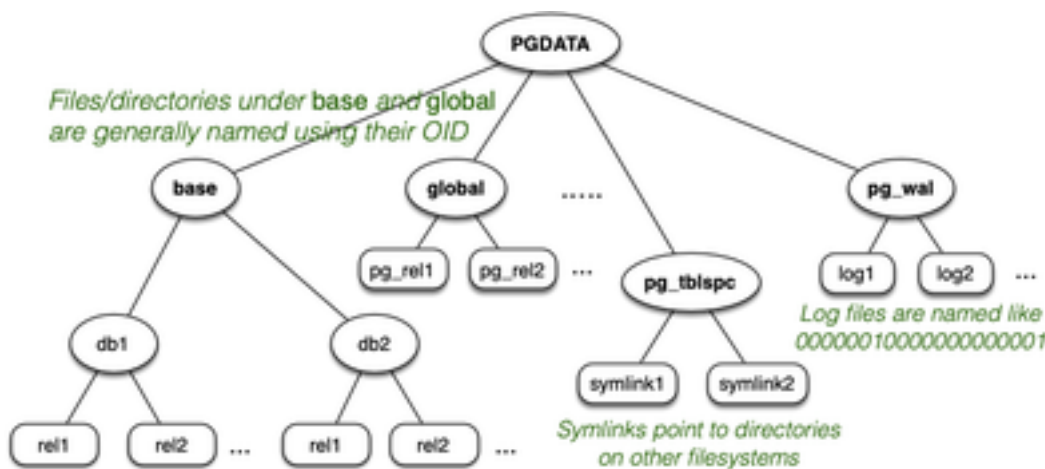 PGDATA
Files/directories under base and global
are generally named using their OID
base
global
.....
pg_wal
pg_rel1
pg_rel2
...
pg_tblspc
log1
log2
...
Log files are named like
00000010000000000001
db1
db2
symlink1
symlink2
rel1
rel2
...
rel1
rel2
...
Symlinks point to directories
on other filesystems